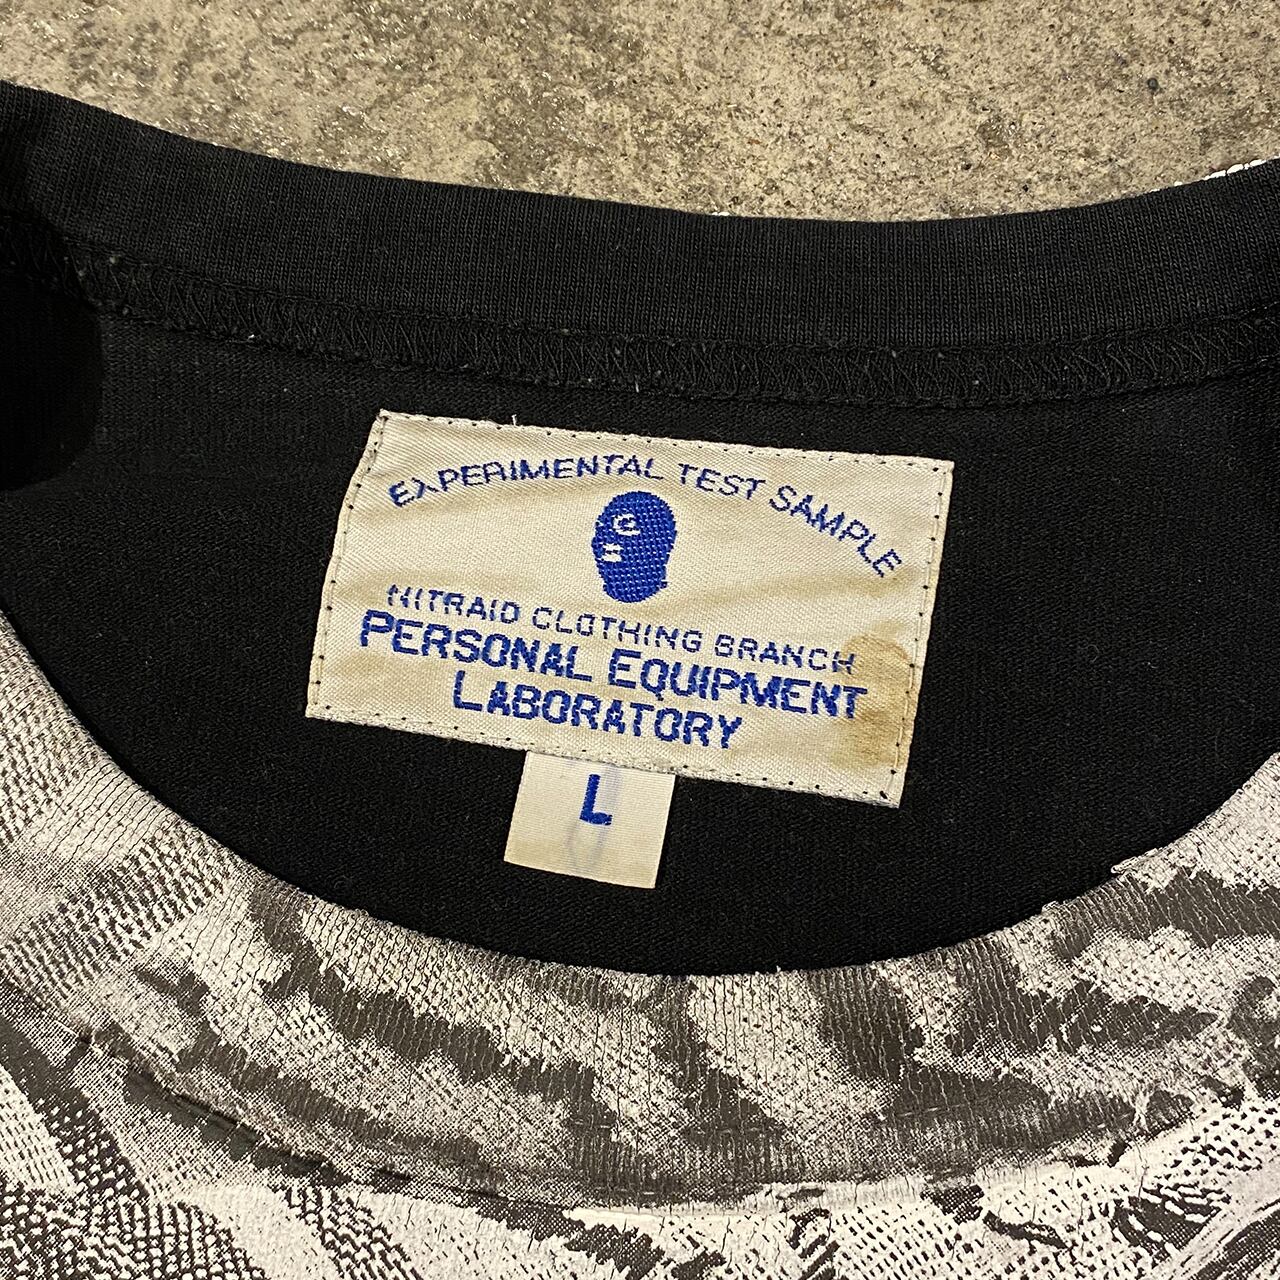 EXPERIMENTAL TEST SAMPLE
NITRAID CLOTHING BRANCH
PERSONAL EQUIPMENT
LABORATORY
L